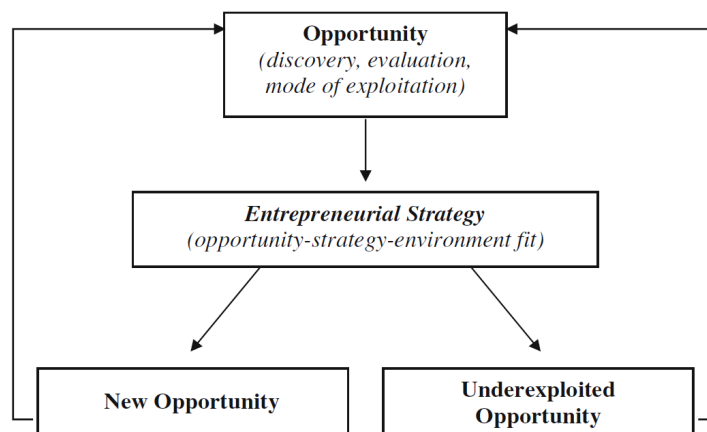 Opportunity
(discovery, evaluation,
mode of exploitation)
Entrepreneurial Strategy
(opportunity-strategy-environment fit)
New Opportunity
Underexploited
Opportunity